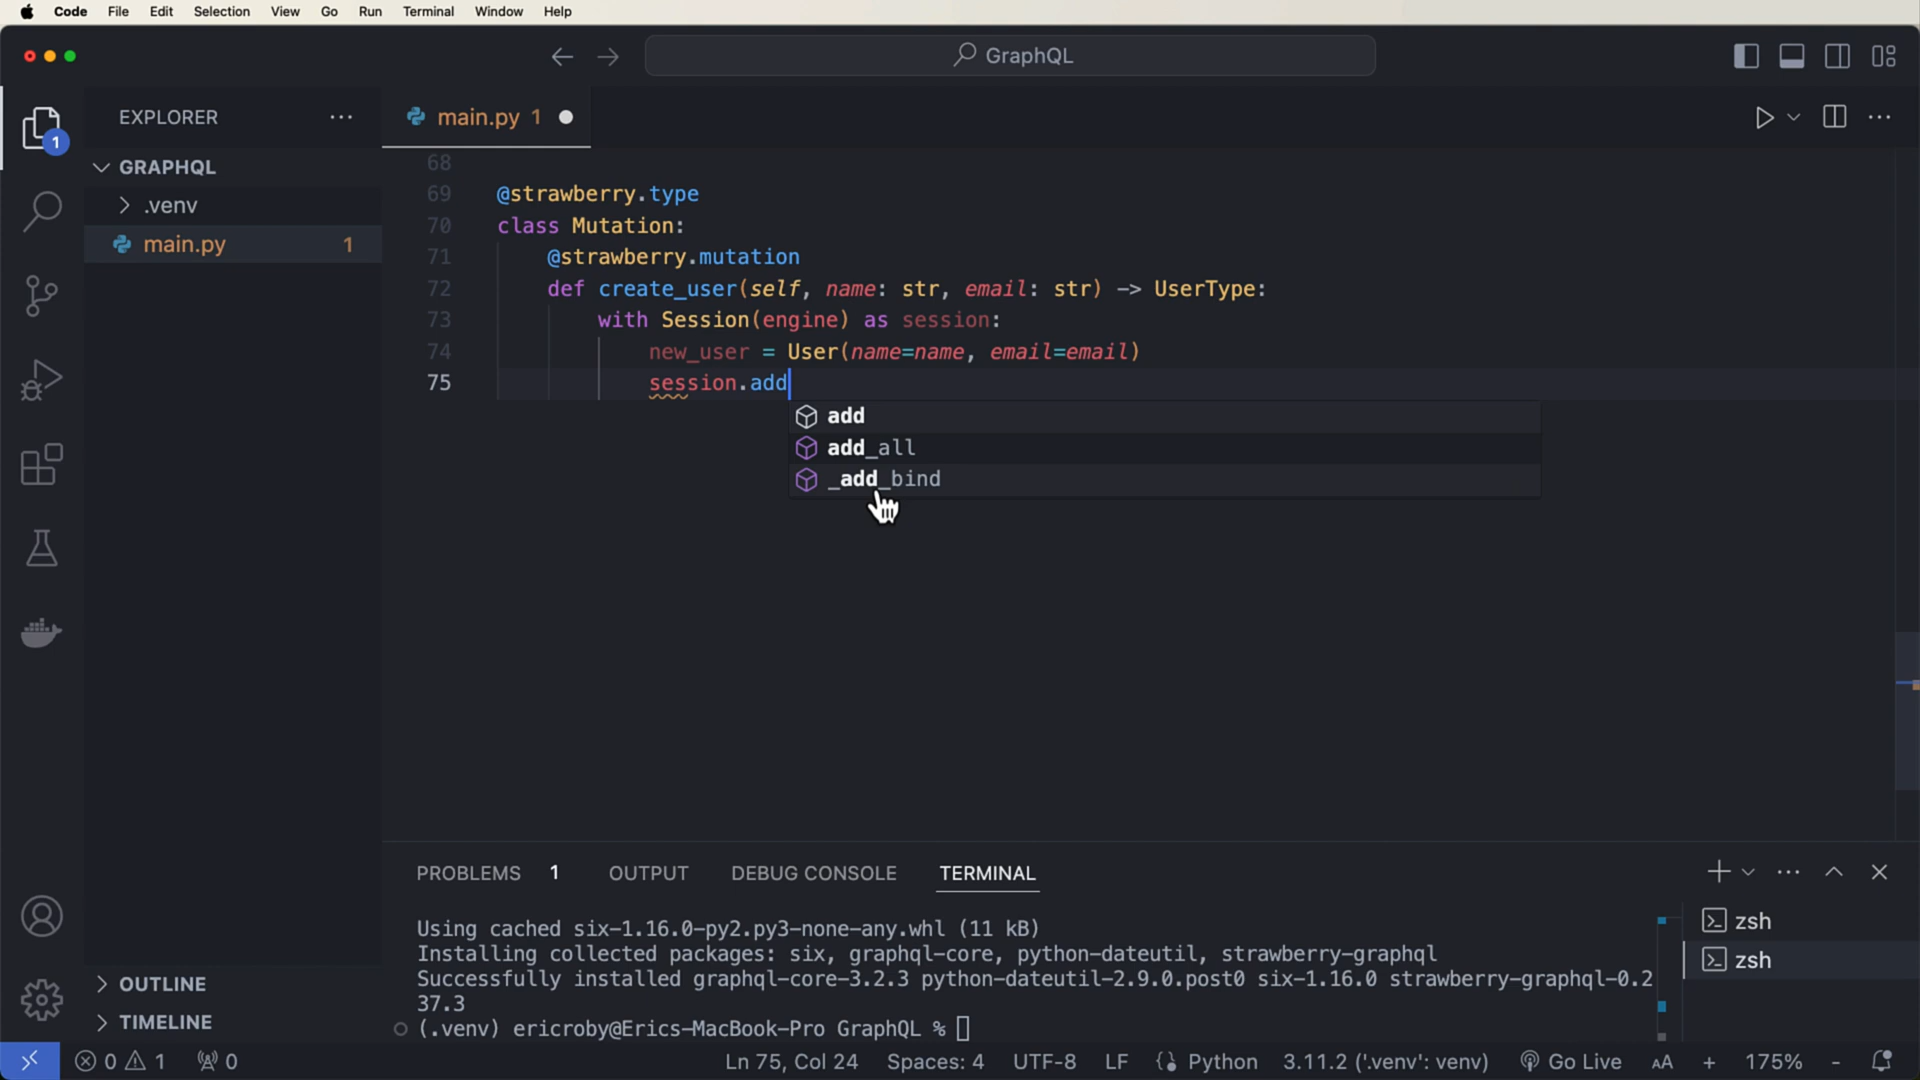 Code File Edit Selection View Go Run Terminal Window Help
GraphQL
1
EXPLORER
GRAPHQL
.venv
main.py 1
main.py 1
68
69 @strawberry.type
70 class Mutation:
71 @strawberry.mutation
72 def create_user(self, name: str, email: str) -> UserType:
73 with Session(engine) as session:
74 new_user = User(name=name, email=email)
75 session.add
add
add_all
_add_bind
PROBLEMS 1 OUTPUT DEBUG CONSOLE TERMINAL
Using cached six-1.16.0-py2.py3-none-any.whl (11 kB)
Installing collected packages: six, graphql-core, python-dateutil, strawberry-graphql
Successfully installed graphql-core-3.2.3 python-dateutil-2.9.0.post0 six-1.16.0 strawberry-graphql-0.2
37.3
(.venv) ericroby@Erics-MacBook-Pro GraphQL %
zsh
zsh
OUTLINE
TIMELINE
0 1 0 Ln 75, Col 24 Spaces: 4 UTF-8 LF Python 3.11.2 ('.venv': venv) Go Live AA + 175% -